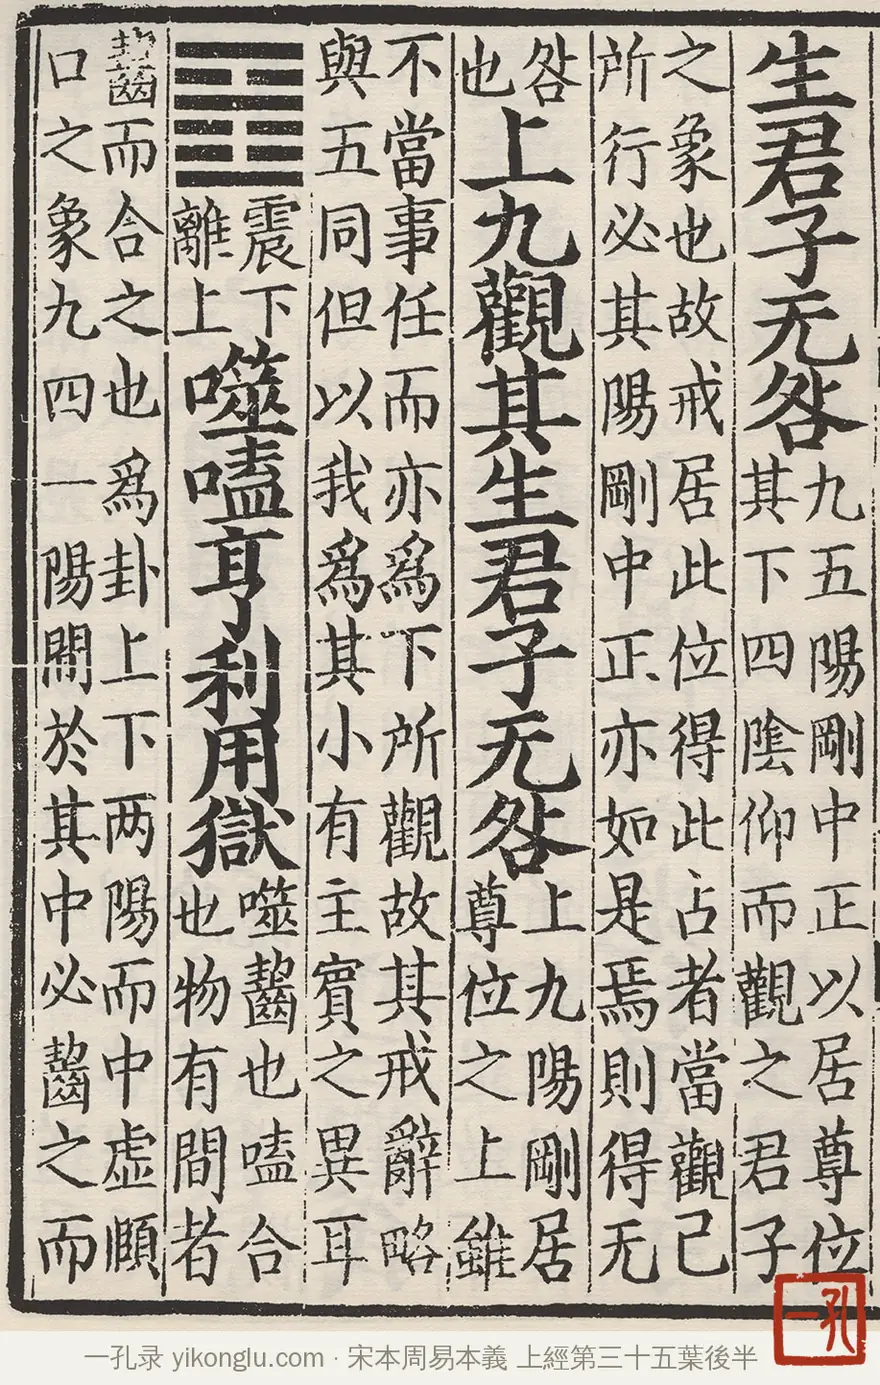 生君子无咎
九五陽剛中正以居尊位
其下四陰仰而觀之君子
之象也故戒居此位得此占者當觀己
所行必其陽剛中正亦如是焉則得无
咎
也
上九觀其生君子无咎
上九陽剛居
尊位之上雖
不當事任而亦爲下所觀故其戒辭略
與五同但以我爲其小有主賓之異耳
䷔
震下
離上
噬嗑亨利用獄
噬齧也嗑合
也物有間者
齧而合之也爲卦上下两陽而中虚頤
口之象九四一陽閒於其中必齧之而
一孔
一孔录 yikonglu.com · 宋本周易本義 上經第三十五葉後半